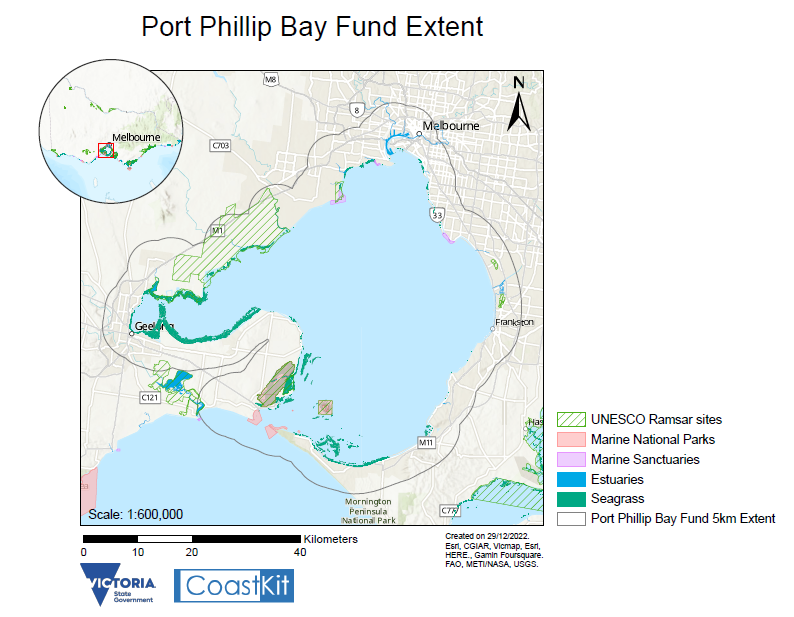 Port Phillip Bay Fund Extent
M8
N
8
Melbourne
Melbourne
C703
33
M1
Geelong
Frankston
C121
M11
Has
UNESCO Ramsar sites
Marine National Parks
Marine Sanctuaries
Estuaries
Seagrass
Port Phillip Bay Fund 5km Extent
Mornington
Peninsula
National Park
C77
Scale: 1:600,000
Kilometers
0 10 20 40
Created on 29/12/2022.
Esri, CGIAR, Vicmap, Esri,
HERE., Gamin Foursquare.
FAO, METI/NASA, USGS.
VICTORIA
State
Government
CoastKit